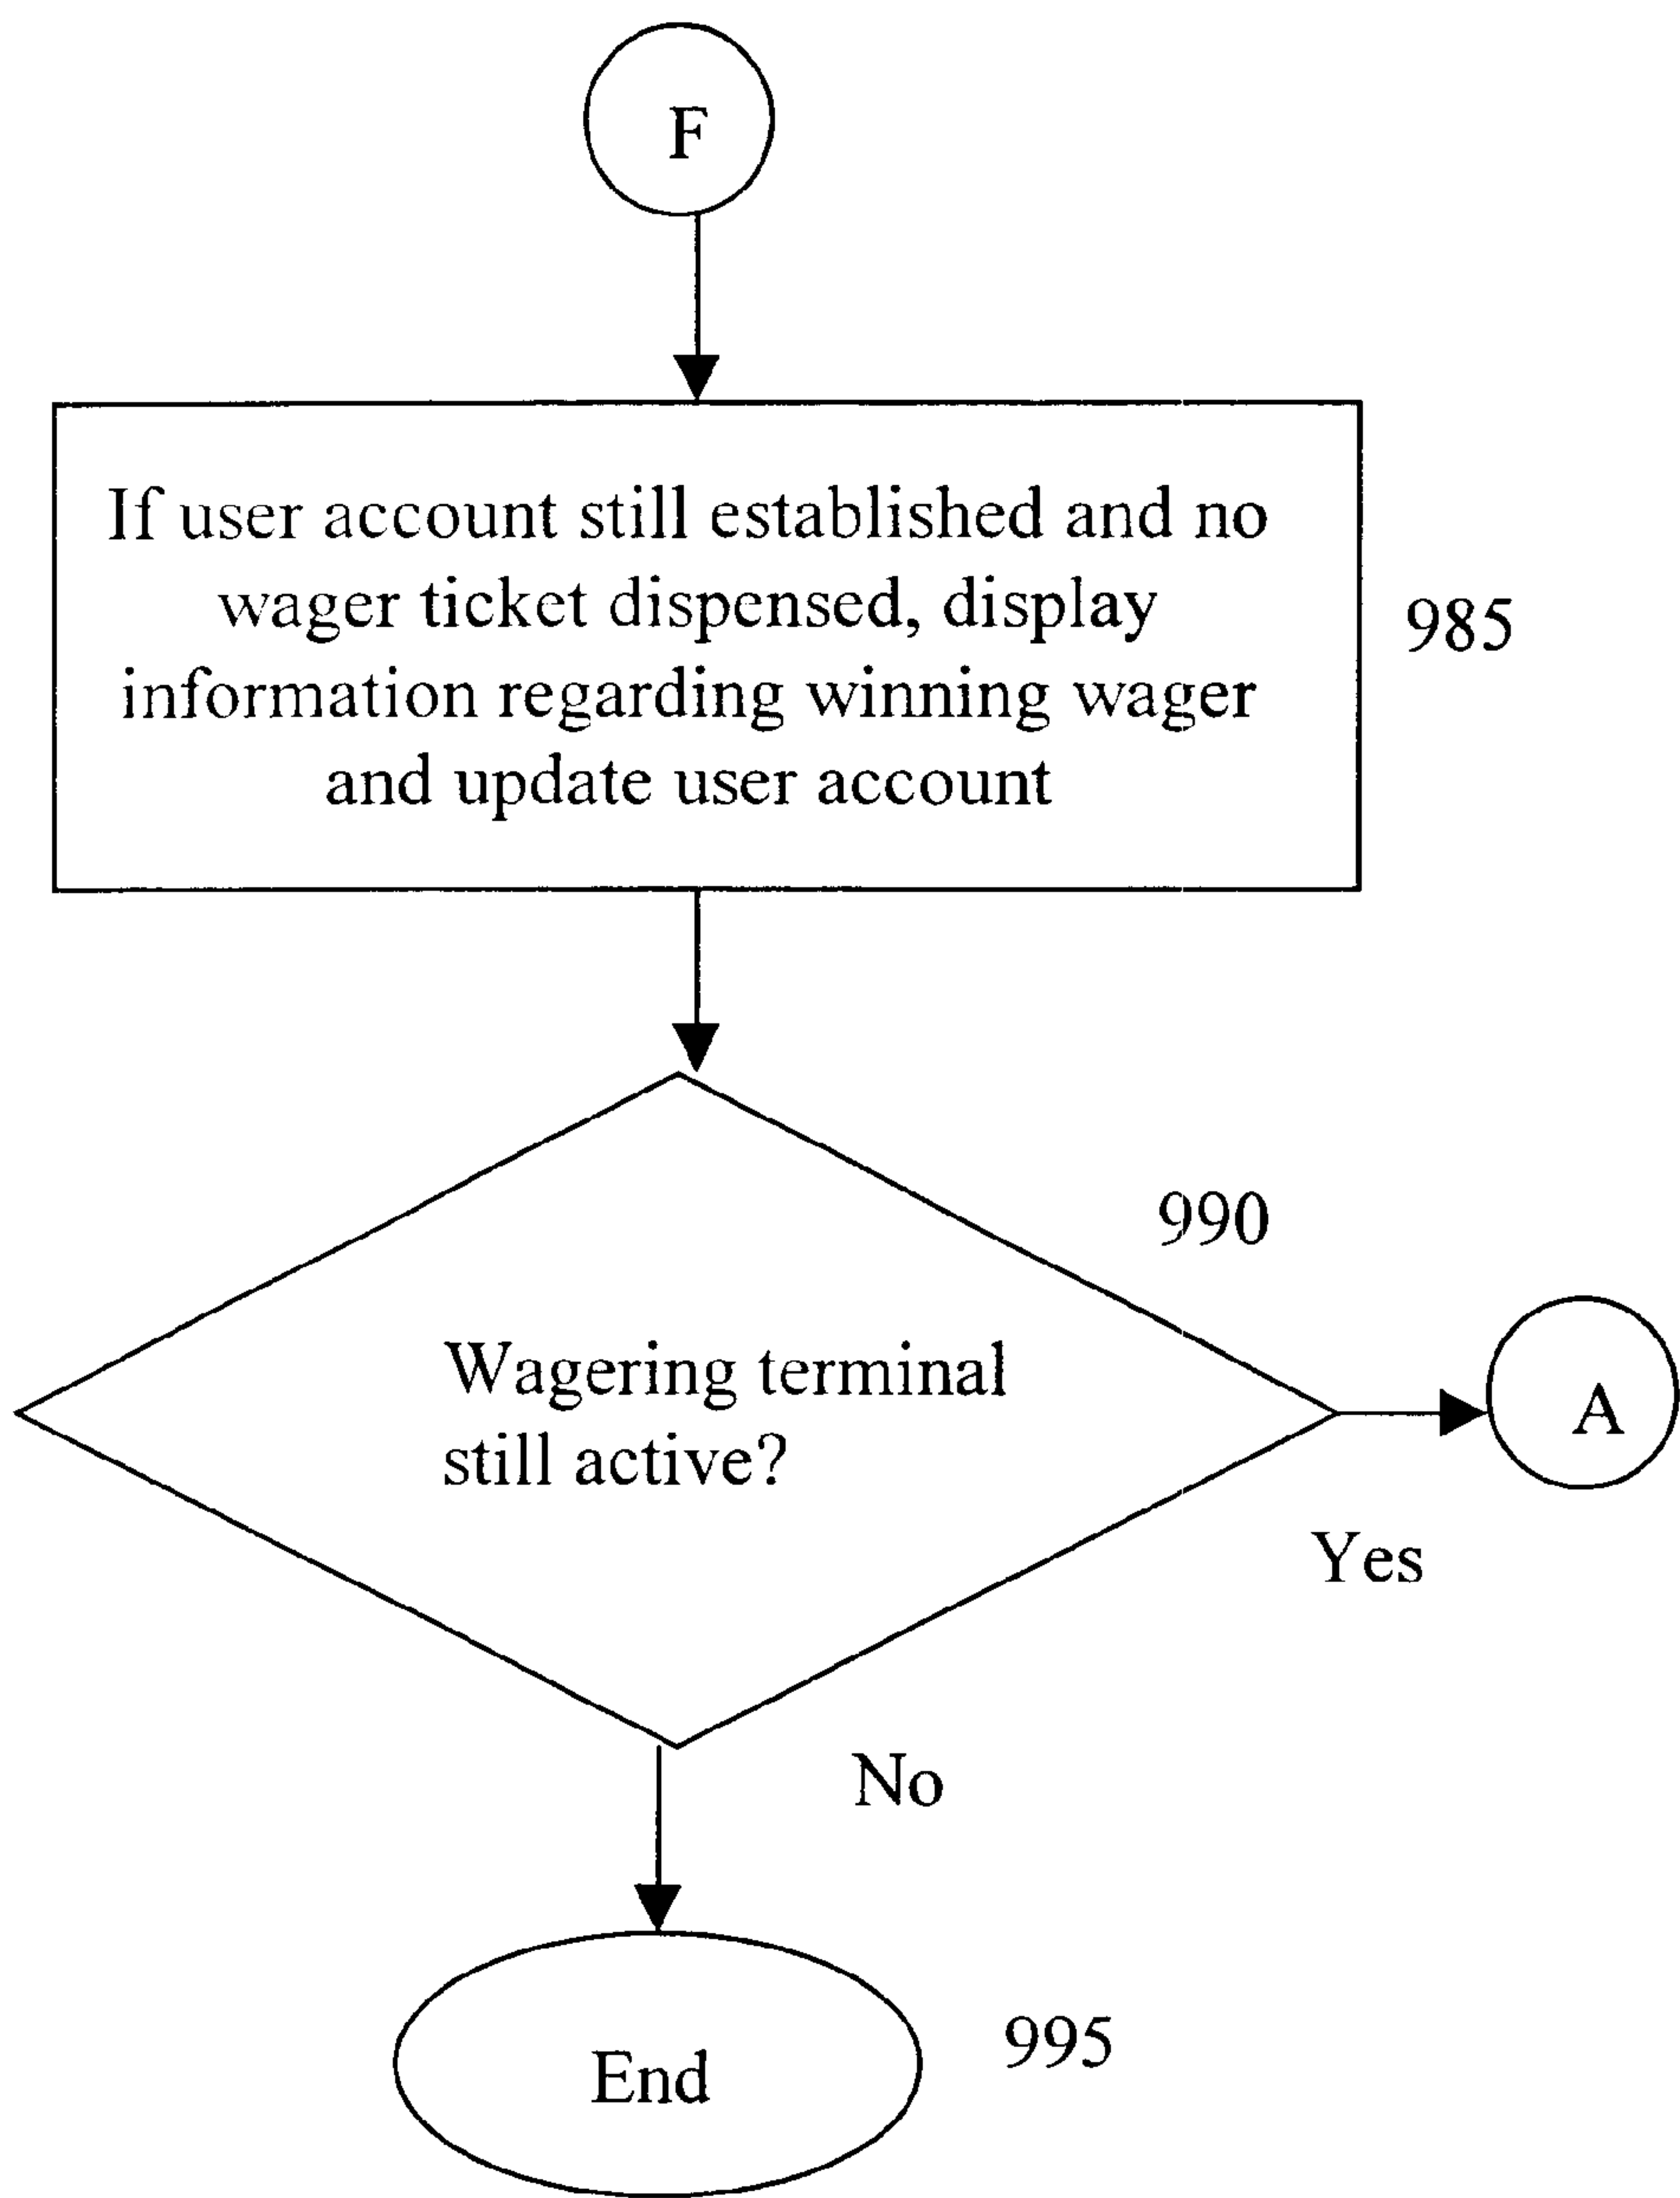 F
If user account still established and no
wager ticket dispensed, display
information regarding winning wager
and update user account
985
990
Wagering terminal
still active?
A
Yes
No
End
995